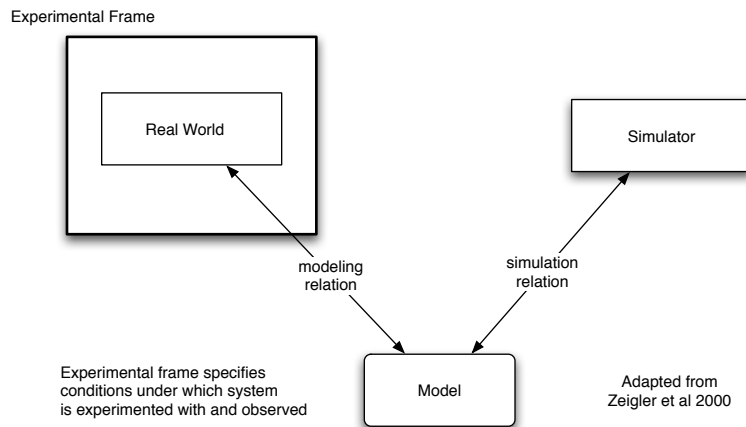 Experimental Frame
Real World
Simulator
modeling
relation
simulation
relation
Experimental frame specifies
conditions under which system
is experimented with and observed
Model
Adapted from
Zeigler et al 2000